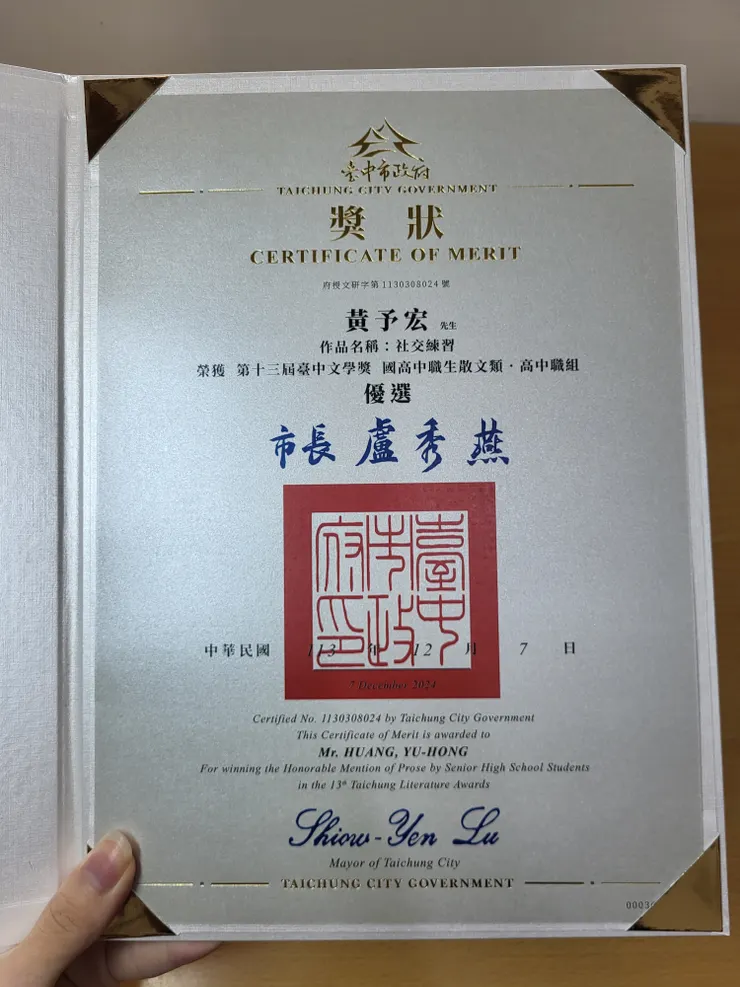 臺中市政府
TAICHUNG CITY GOVERNMENT
獎 狀
CERTIFICATE OF MERIT
府授文研字第1130308024號
黃予宏 先生
作品名稱：社交練習
榮獲 第十三屆臺中文學獎 國高中職生散文類·高中職組
優選
市長 盧秀燕
臺中市政府印
中華民國 113 年 12 月 7 日
7 December 2024
Certified No. 1130308024 by Taichung City Government
This Certificate of Merit is awarded to
Mr. HUANG, YU-HONG
For winning the Honorable Mention of Prose by Senior High School Students
in the 13th Taichung Literature Awards
Shiow-Yen Lu
Mayor of Taichung City
TAICHUNG CITY GOVERNMENT